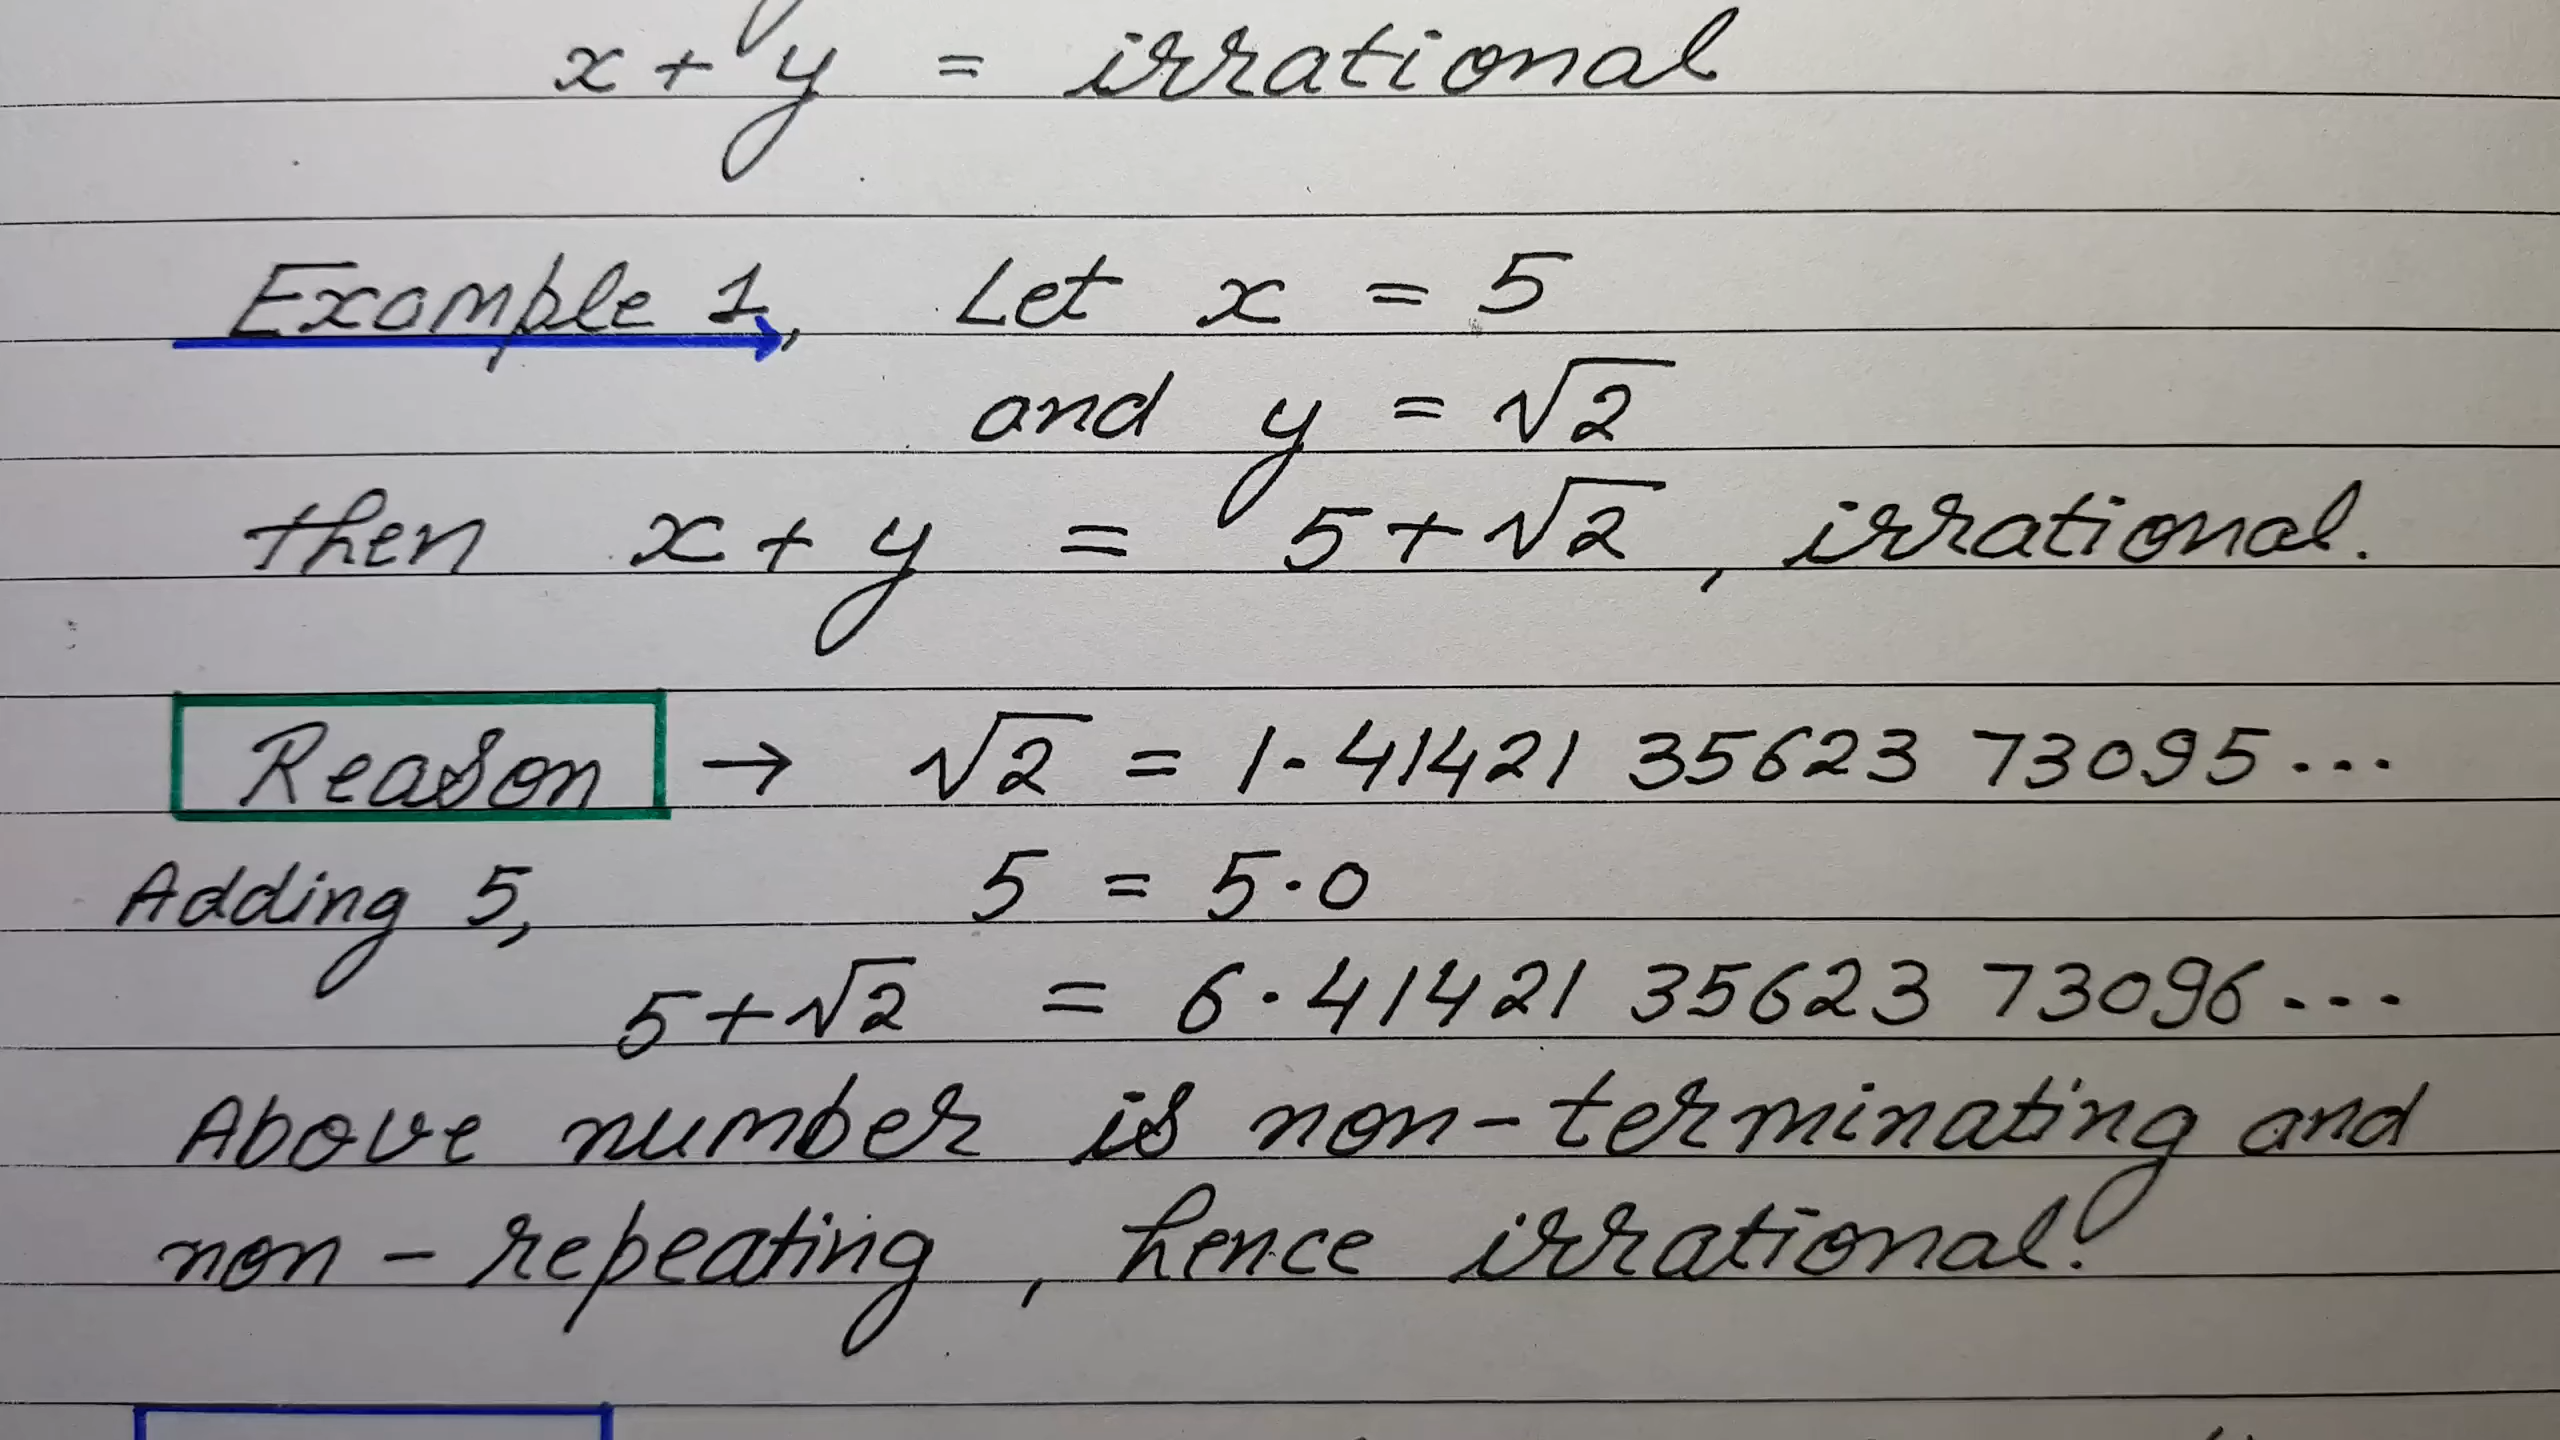 x + y = irrational
Example 1, Let x = 5
and y = √2
then x + y = 5 + √2, irrational.
Reason → √2 = 1.41421 35623 73095...
Adding 5, 5 = 5.0
5 + √2 = 6.41421 35623 73096...
Above number is non-terminating and
non-repeating, hence irrational.